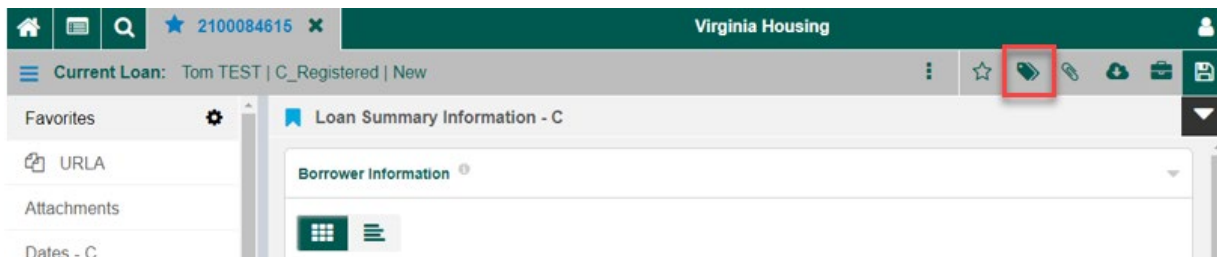 2100084615 Virginia Housing
Current Loan: Tom TEST | C_Registered | New
Favorites
Loan Summary Information - C
URLA
Borrower Information
Attachments
Dates - C